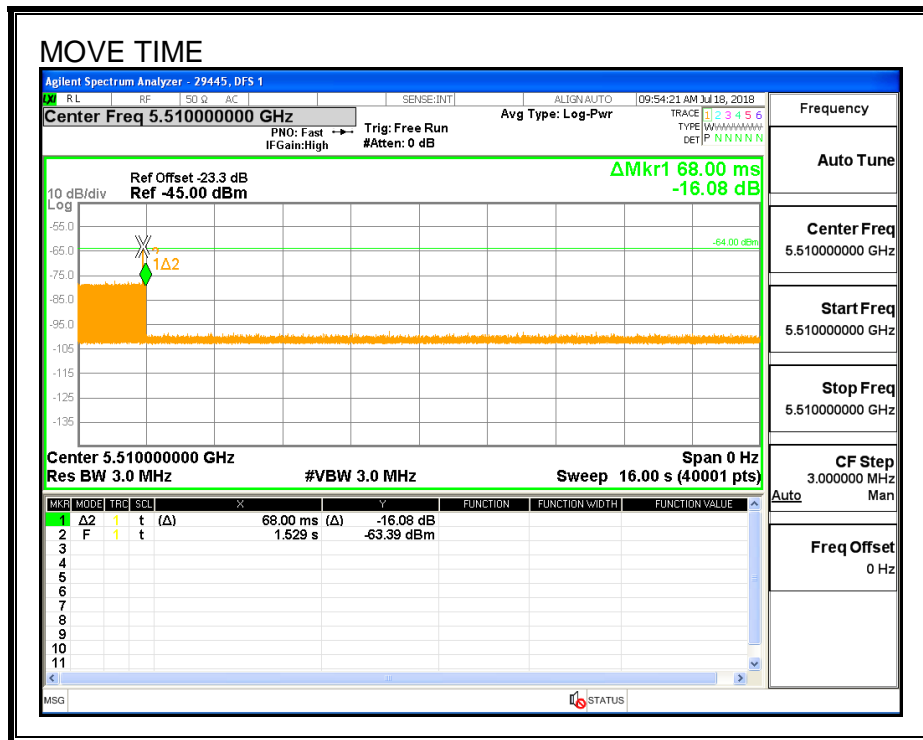 MOVE TIME
Agilent Spectrum Analyzer - 29445, DFS 1
LXI RL RF 50 Ω AC SENSE:INT ALIGN AUTO 09:54:21 AM Jul 18, 2018
Center Freq 5.510000000 GHz
PNO: Fast
IFGain:High
Trig: Free Run
#Atten: 0 dB
Avg Type: Log-Pwr
TRACE 1 2 3 4 5 6
TYPE WWWWWW
DET P N N N N N
Ref Offset -23.3 dB
Ref -45.00 dBm
ΔMkr1 68.00 ms
-16.08 dB
10 dB/div
Log
-55.0
-65.0
-75.0
-85.0
-95.0
-105
-115
-125
-135
-64.00 dBm
1Δ2
Center 5.510000000 GHz
Span 0 Hz
Res BW 3.0 MHz #VBW 3.0 MHz Sweep 16.00 s (40001 pts)
MKR MODE TRC SCL X Y FUNCTION FUNCTION WIDTH FUNCTION VALUE
1 Δ2 1 t (Δ) 68.00 ms (Δ) -16.08 dB
2 F 1 t 1.529 s -63.39 dBm
3
4
5
6
7
8
9
10
11
MSG STATUS
Frequency
Auto Tune
Center Freq
5.510000000 GHz
Start Freq
5.510000000 GHz
Stop Freq
5.510000000 GHz
CF Step
3.000000 MHz
Auto Man
Freq Offset
0 Hz